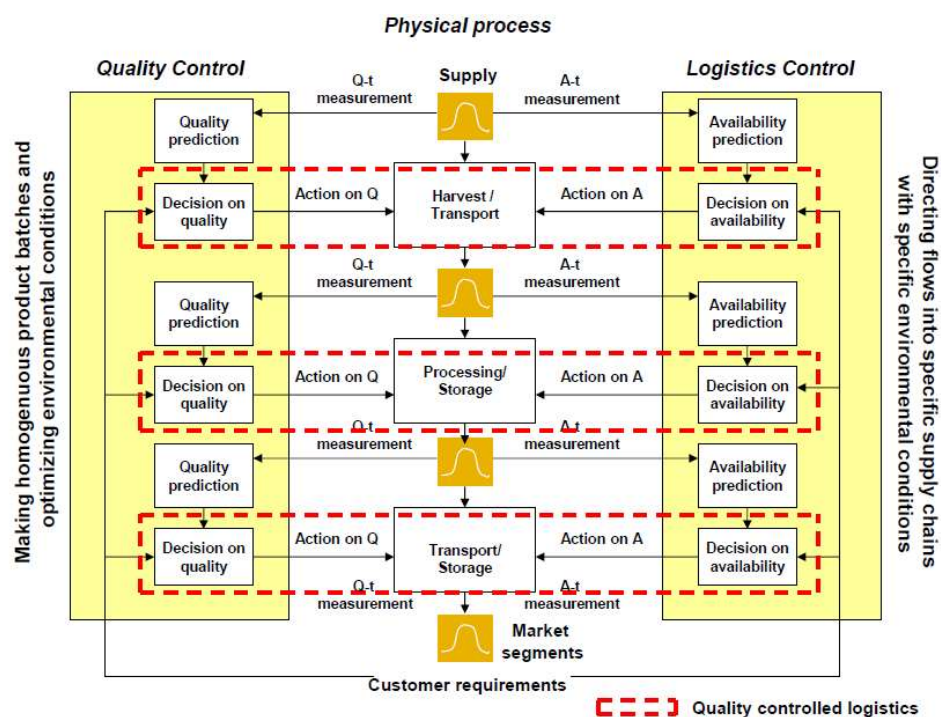 Physical process
Quality Control
Supply
Logistics Control
Q-t
measurement
A-t
measurement
Quality
prediction
Availability
prediction
Decision on
quality
Action on Q
Harvest /
Transport
Action on A
Decision on
availability
Q-t
measurement
A-t
measurement
Quality
prediction
Availability
prediction
Decision on
quality
Action on Q
Processing/
Storage
Action on A
Decision on
availability
Q-t
measurement
A-t
measurement
Quality
prediction
Availability
prediction
Decision on
quality
Action on Q
Transport/
Storage
Action on A
Decision on
availability
Q-t
measurement
A-t
measurement
Market
segments
Customer requirements
Quality controlled logistics
Making homogenuous product batches and
optimizing environmental conditions
Directing flows into specific supply chains
with specific environmental conditions